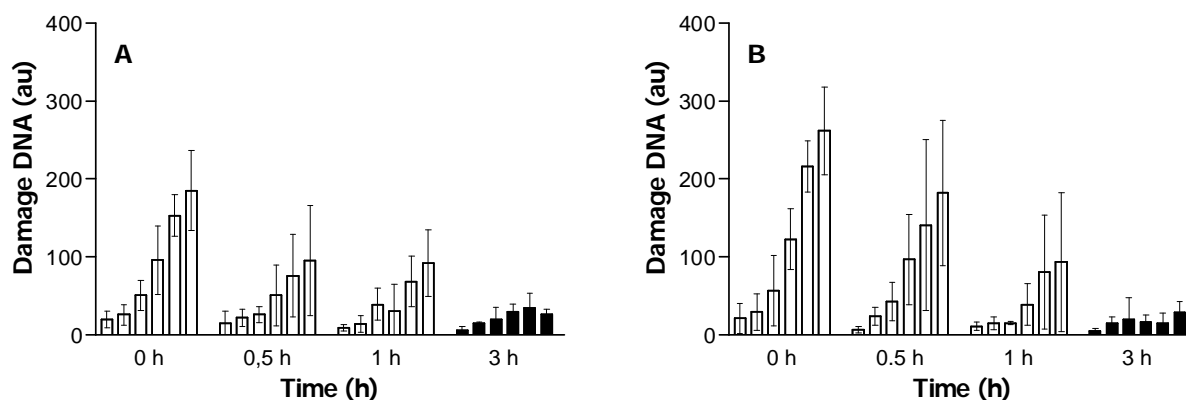 A
Damage DNA (au)
400
300
200
100
0
0 h 0,5 h 1 h 3 h
Time (h)
B
Damage DNA (au)
400
300
200
100
0
0 h 0.5 h 1 h 3 h
Time (h)